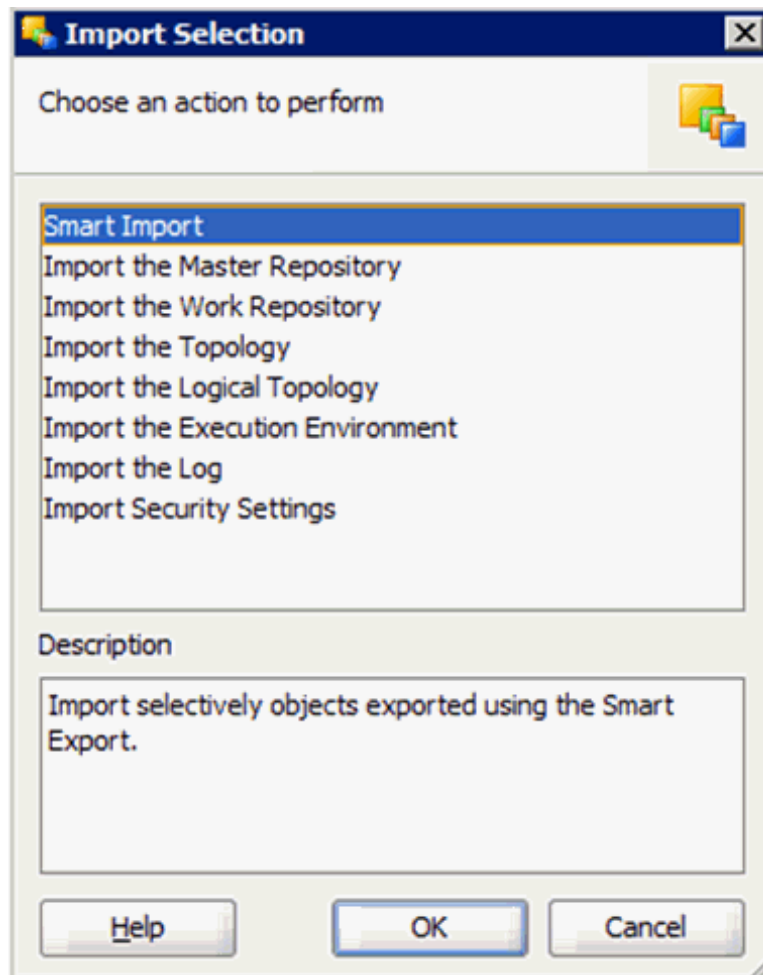 Import Selection
Choose an action to perform
Smart Import
Import the Master Repository
Import the Work Repository
Import the Topology
Import the Logical Topology
Import the Execution Environment
Import the Log
Import Security Settings
Description
Import selectively objects exported using the Smart
Export.
Help
OK
Cancel